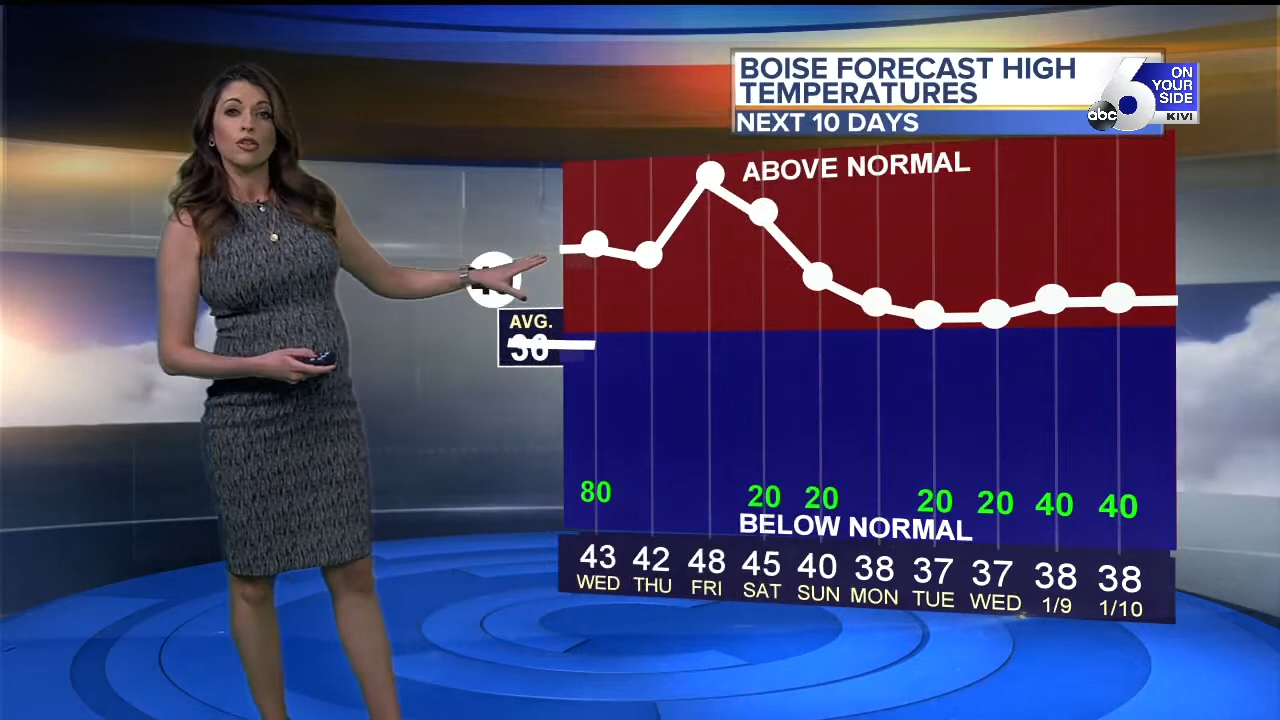 BOISE FORECAST HIGH
TEMPERATURES
NEXT 10 DAYS
abc 6 ON
YOUR
SIDE
KIVI
ABOVE NORMAL
AVG.
80 20 20 20 20 40 40
BELOW NORMAL
43 42 48 45 40 38 37 37 38 38
WED THU FRI SAT SUN MON TUE WED 1/9 1/10